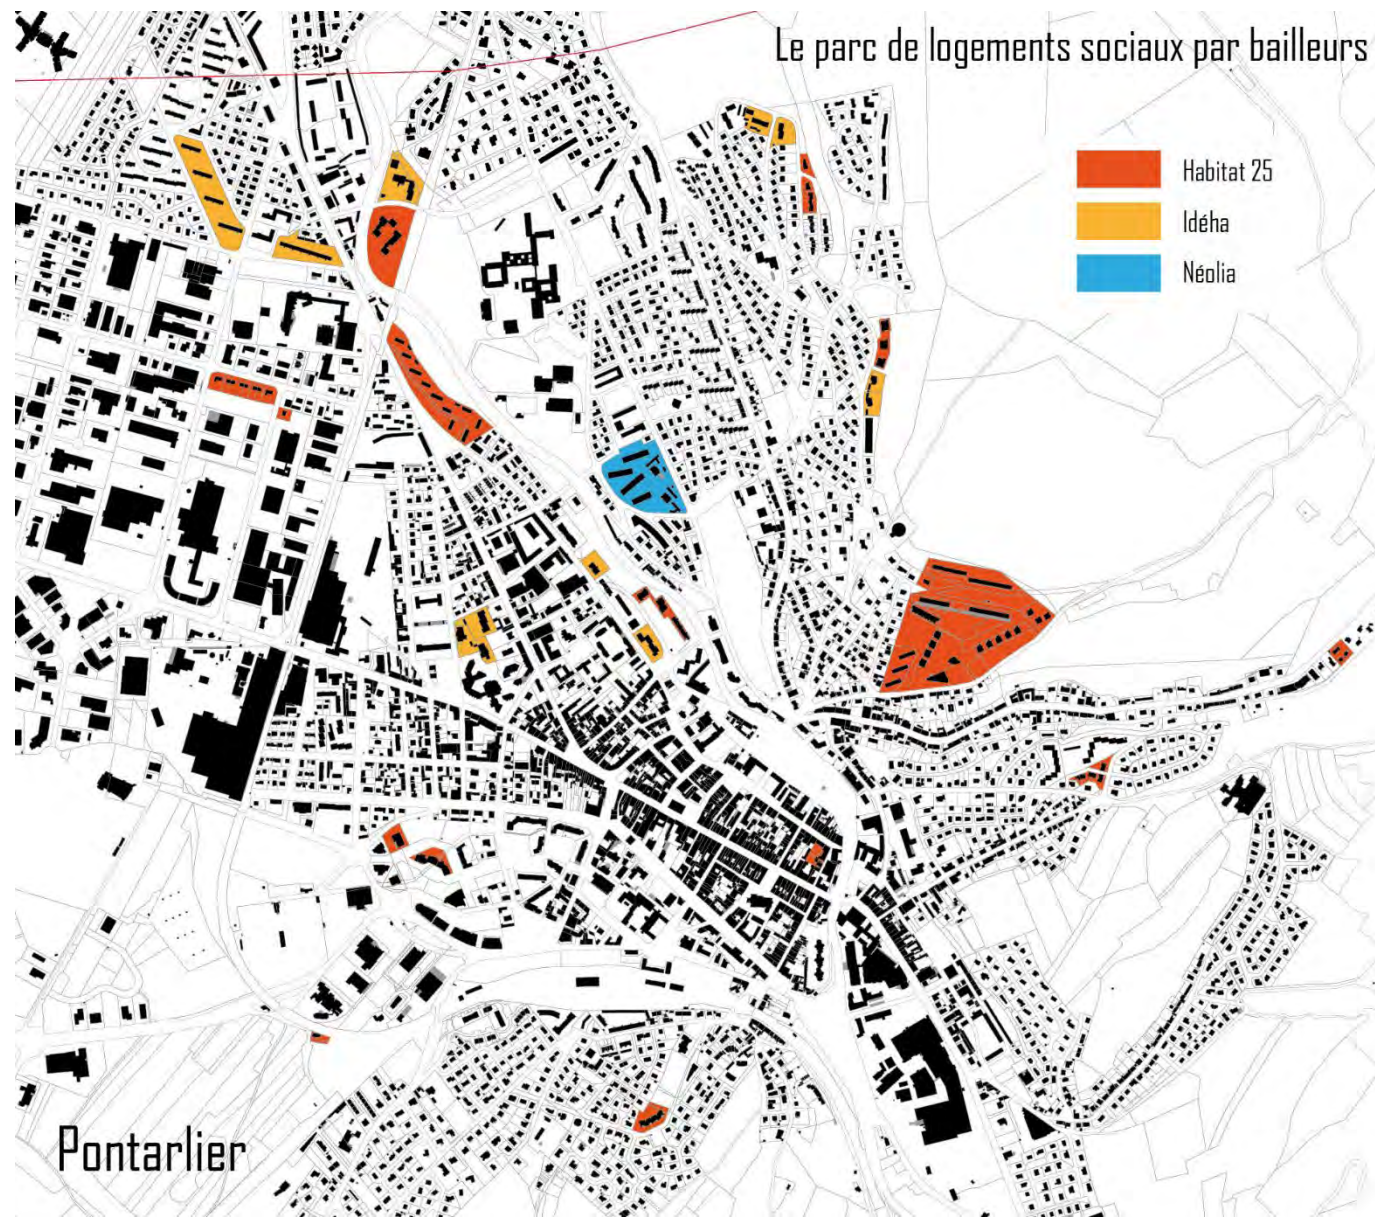 Le parc de logements sociaux par bailleurs
Habitat 25
Idéha
Néolia
Pontarlier